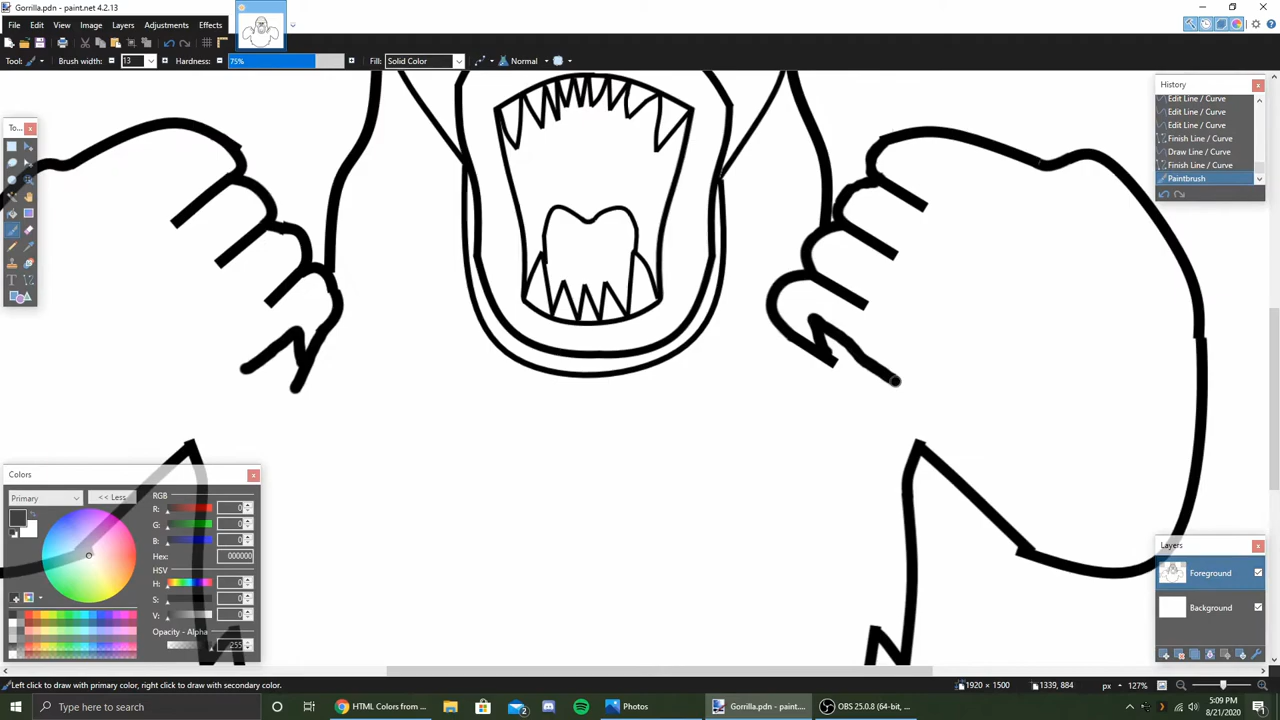 Gorilla.pdn - paint.net 4.2.13
File Edit View Image Layers Adjustments Effects
Tool: Brush width: 13 Hardness: 75% Fill: Solid Color Normal
To...
History
Edit Line / Curve
Edit Line / Curve
Edit Line / Curve
Finish Line / Curve
Draw Line / Curve
Finish Line / Curve
Paintbrush
Colors
Primary
<< Less
RGB
R: 0
G: 0
B: 0
Hex: 000000
HSV
H: 0
S: 0
V: 0
Opacity - Alpha
255
Layers
Foreground
Background
Left click to draw with primary color, right click to draw with secondary color.
1920 × 1500
1339, 884
px
127%
Type here to search
HTML Colors from ...
2
Photos
Gorilla.pdn - paint....
OBS 25.0.8 (64-bit, ...
5:09 PM
8/21/2020
1